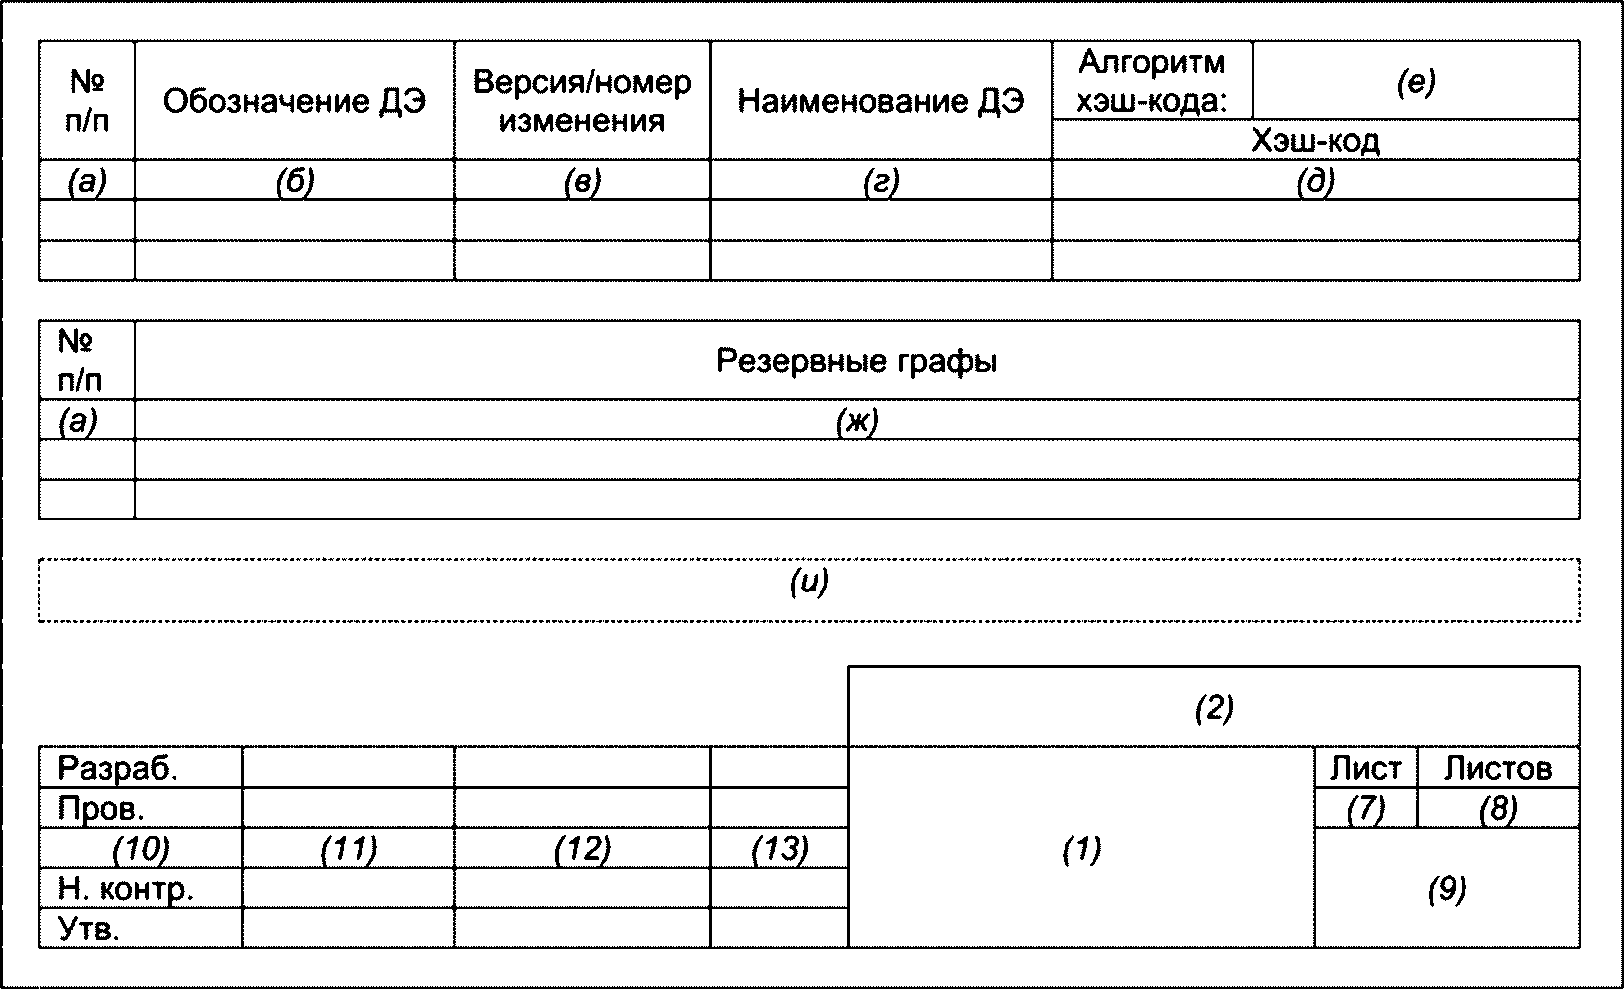 № п/п
Обозначение ДЭ
Версия/номер изменения
Наименование ДЭ
Алгоритм хэш-кода:
(е)
Хэш-код
(а)
(б)
(в)
(г)
(д)
№ п/п
Резервные графы
(а)
(ж)
(и)
(2)
Разраб.
Лист
Листов
Пров.
(7)
(8)
(10)
(11)
(12)
(13)
(1)
Н. контр.
(9)
Утв.